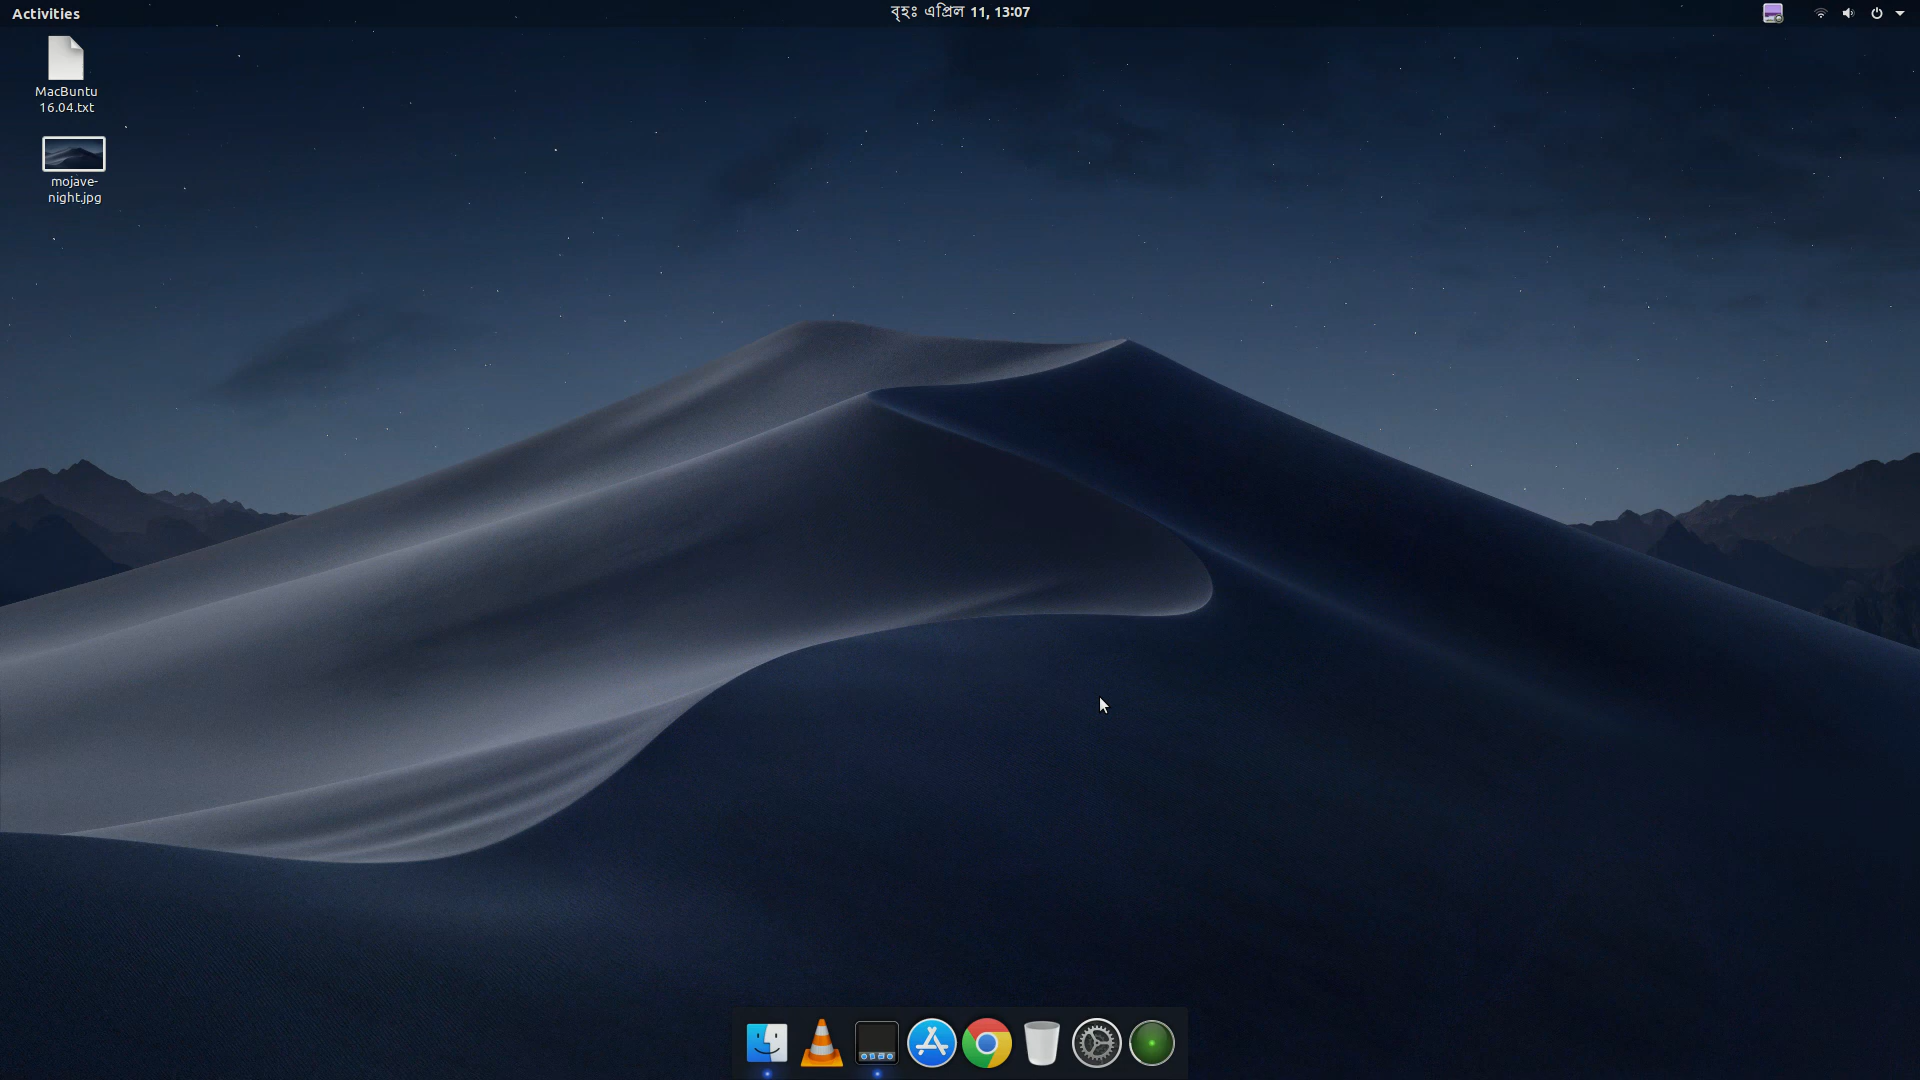 Activities
বৃহঃ এপ্রিল 11, 13:07
MacBuntu
16.04.txt
mojave-
night.jpg